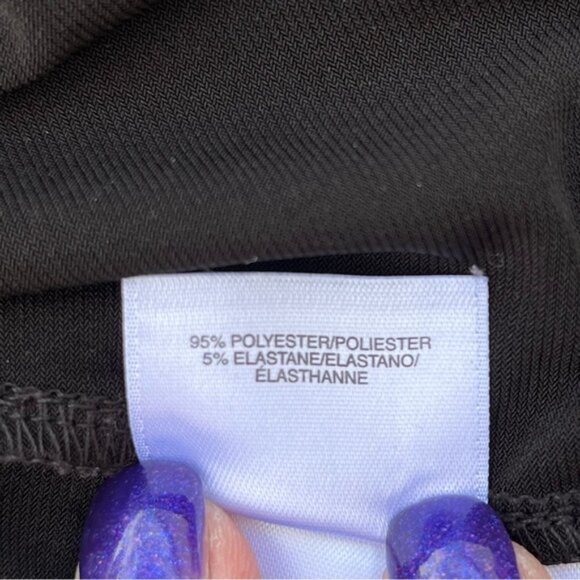 95% POLYESTER/POLIESTER
5% ELASTANE/ELASTANO/
ÉLASTHANNE